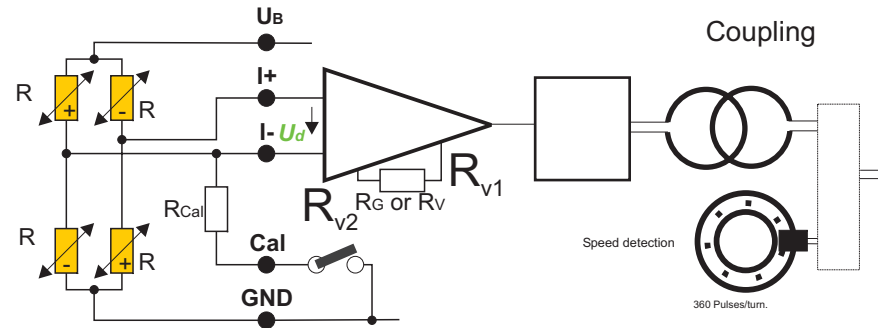 UB
Coupling
I+
R
+
-
R
I-
Ud
Rv1
RG or RV
Rv2
RCal
R
-
+
R
Cal
Speed detection
GND
360 Pulses/turn.